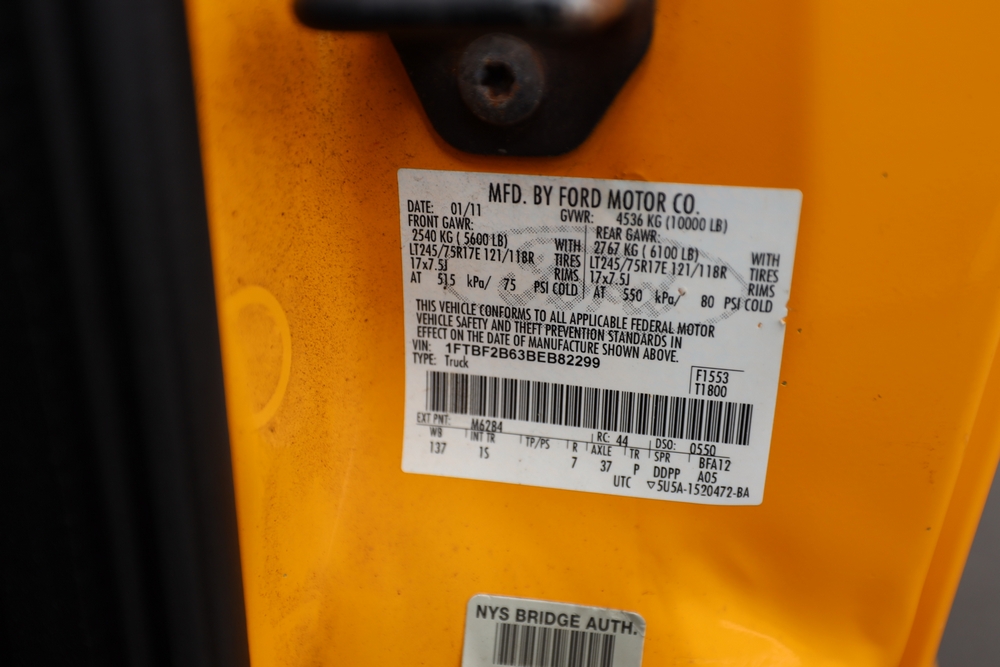 MFD. BY FORD MOTOR CO.
DATE: 01/11 GVWR: 4536 KG (10000 LB)
FRONT GAWR: REAR GAWR:
2540 KG ( 5600 LB) WITH 2767 KG ( 6100 LB) WITH
LT245/75R17E 121/118R TIRES LT245/75R17E 121/118R TIRES
17x7.5J RIMS 17x7.5J RIMS
AT 515 kPa/ 75 PSI COLD AT 550 kPa/ 80 PSI COLD
THIS VEHICLE CONFORMS TO ALL APPLICABLE FEDERAL MOTOR
VEHICLE SAFETY AND THEFT PREVENTION STANDARDS IN
EFFECT ON THE DATE OF MANUFACTURE SHOWN ABOVE.
VIN: 1FTBF2B63BEB82299
TYPE: Truck
F1553
T1800
EXT PNT: M6284 RC: 44 DSO: 0550
WB INT TR TP/PS R AXLE TR SPR BFA12
137 IS 7 37 P DDPP A05
UTC ▽5U5A-1520472-BA
NYS BRIDGE AUTH.